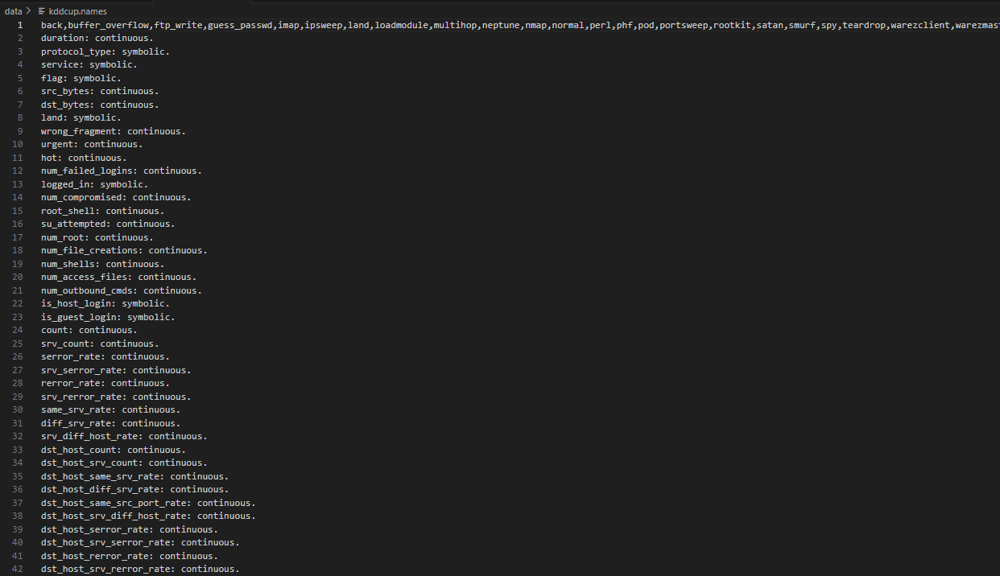 data > kddcup.names
1 back,buffer_overflow,ftp_write,guess_passwd,imap,ipsweep,land,loadmodule,multihop,neptune,nmap,normal,perl,phf,pod,portsweep,rootkit,satan,smurf,spy,teardrop,warezclient,warezmast
2 duration: continuous.
3 protocol_type: symbolic.
4 service: symbolic.
5 flag: symbolic.
6 src_bytes: continuous.
7 dst_bytes: continuous.
8 land: symbolic.
9 wrong_fragment: continuous.
10 urgent: continuous.
11 hot: continuous.
12 num_failed_logins: continuous.
13 logged_in: symbolic.
14 num_compromised: continuous.
15 root_shell: continuous.
16 su_attempted: continuous.
17 num_root: continuous.
18 num_file_creations: continuous.
19 num_shells: continuous.
20 num_access_files: continuous.
21 num_outbound_cmds: continuous.
22 is_host_login: symbolic.
23 is_guest_login: symbolic.
24 count: continuous.
25 srv_count: continuous.
26 serror_rate: continuous.
27 srv_serror_rate: continuous.
28 rerror_rate: continuous.
29 srv_rerror_rate: continuous.
30 same_srv_rate: continuous.
31 diff_srv_rate: continuous.
32 srv_diff_host_rate: continuous.
33 dst_host_count: continuous.
34 dst_host_srv_count: continuous.
35 dst_host_same_srv_rate: continuous.
36 dst_host_diff_srv_rate: continuous.
37 dst_host_same_src_port_rate: continuous.
38 dst_host_srv_diff_host_rate: continuous.
39 dst_host_serror_rate: continuous.
40 dst_host_srv_serror_rate: continuous.
41 dst_host_rerror_rate: continuous.
42 dst_host_srv_rerror_rate: continuous.